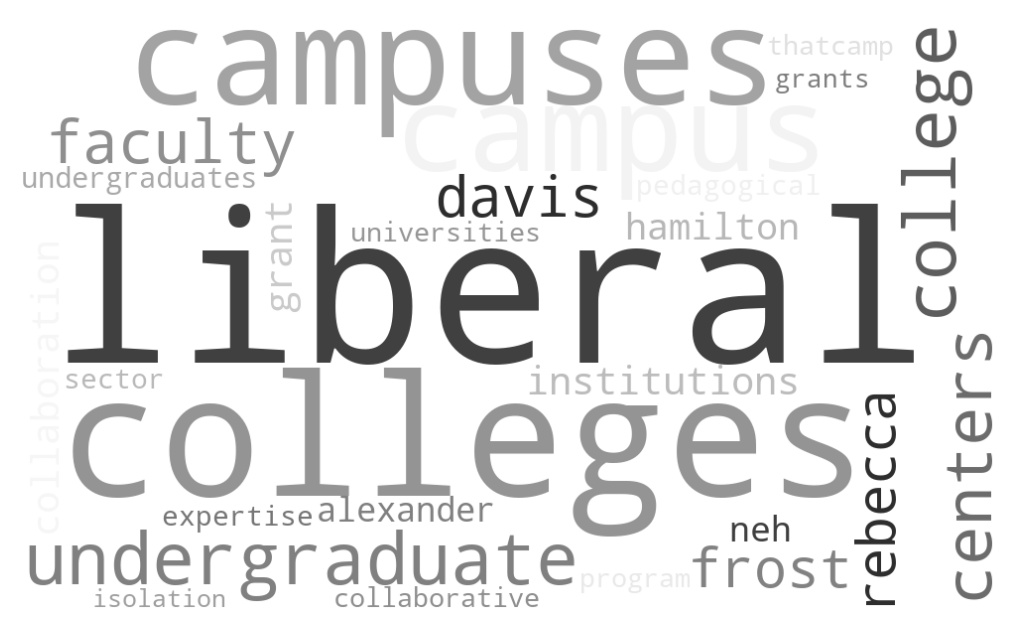 campuses
thatcamp
grants
college
campus
faculty
undergraduates
davis
pedagogical
universities
hamilton
grant
liberal
collaboration
sector
institutions
colleges
centers
rebecca
expertise
alexander
neh
undergraduate
program
frost
isolation
collaborative